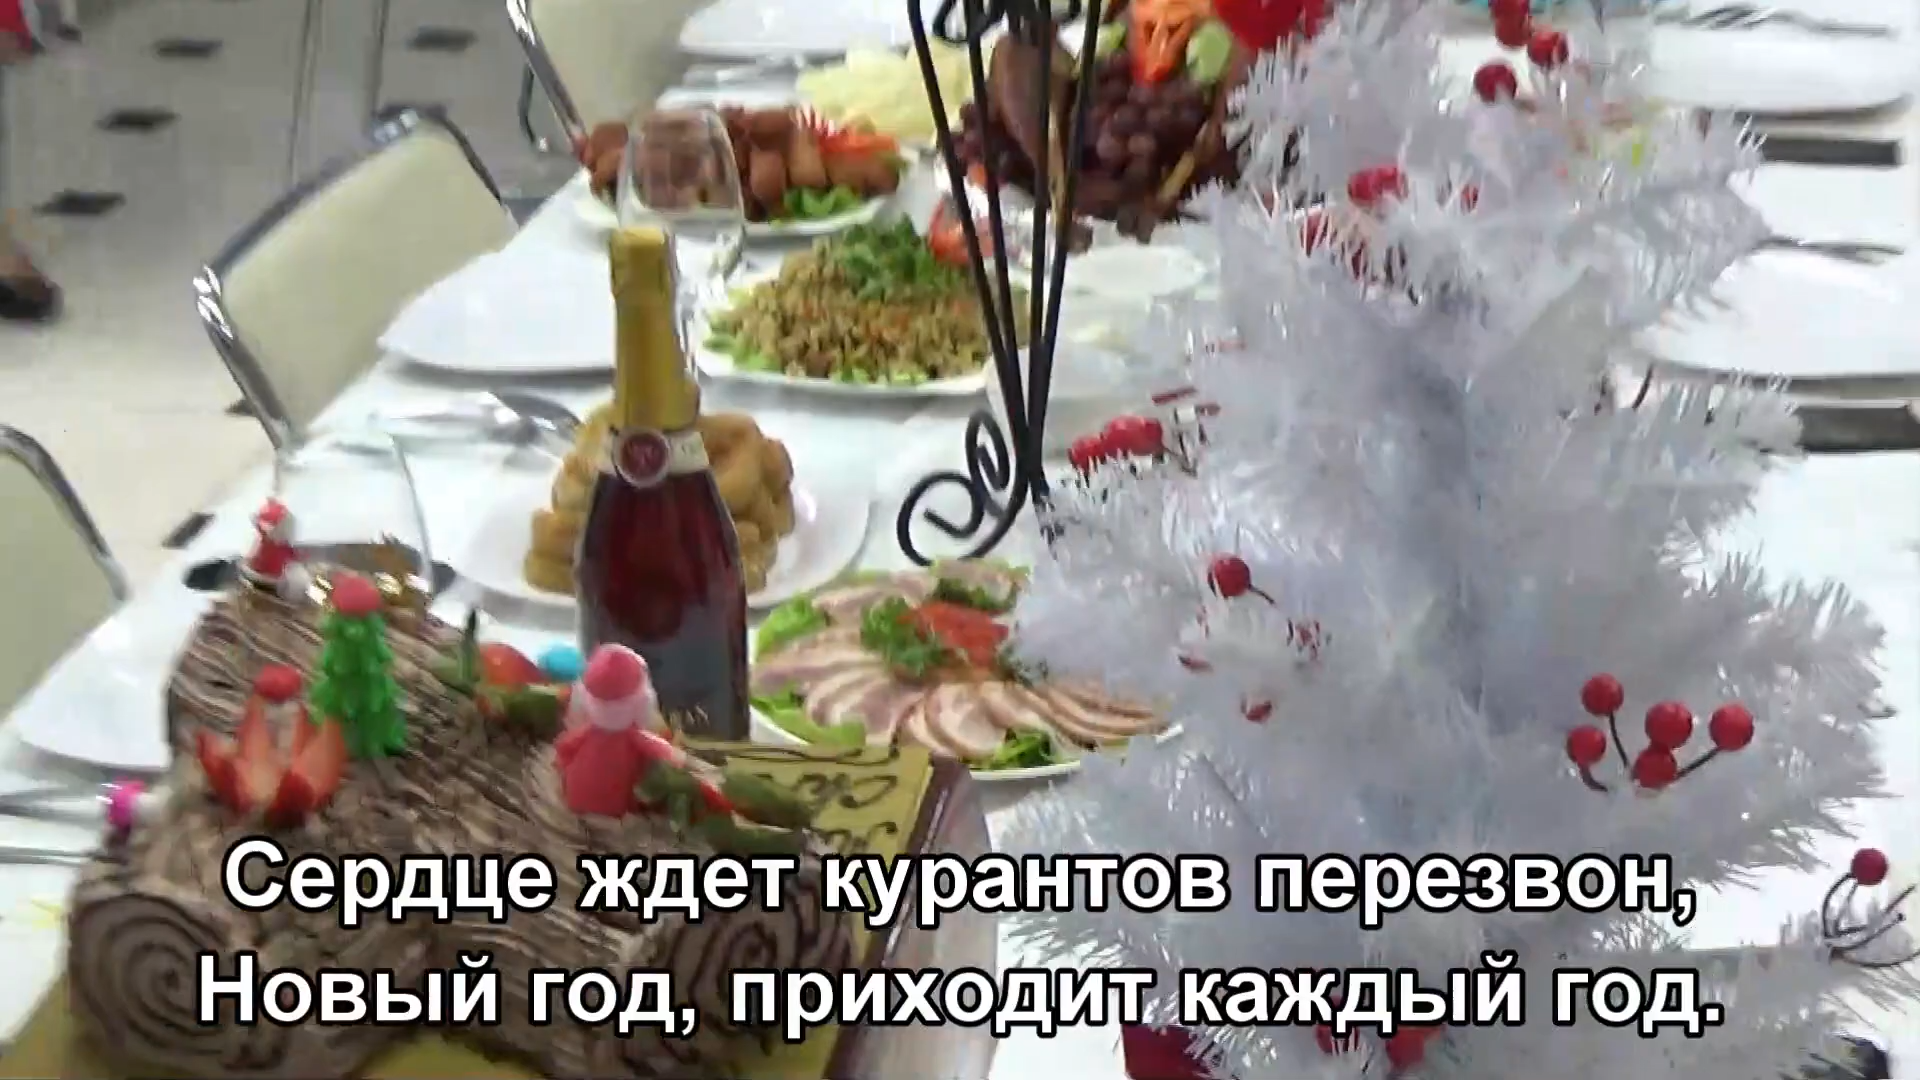 Сердце ждет курантов перезвон,
Новый год, приходит каждый год.